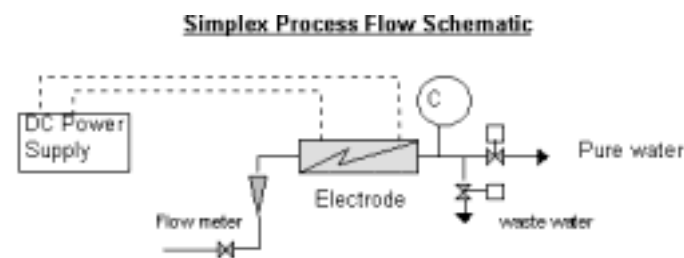 Simplex Process Flow Schematic
C
DC Power
Supply
Pure water
Electrode
Flow meter
waste water